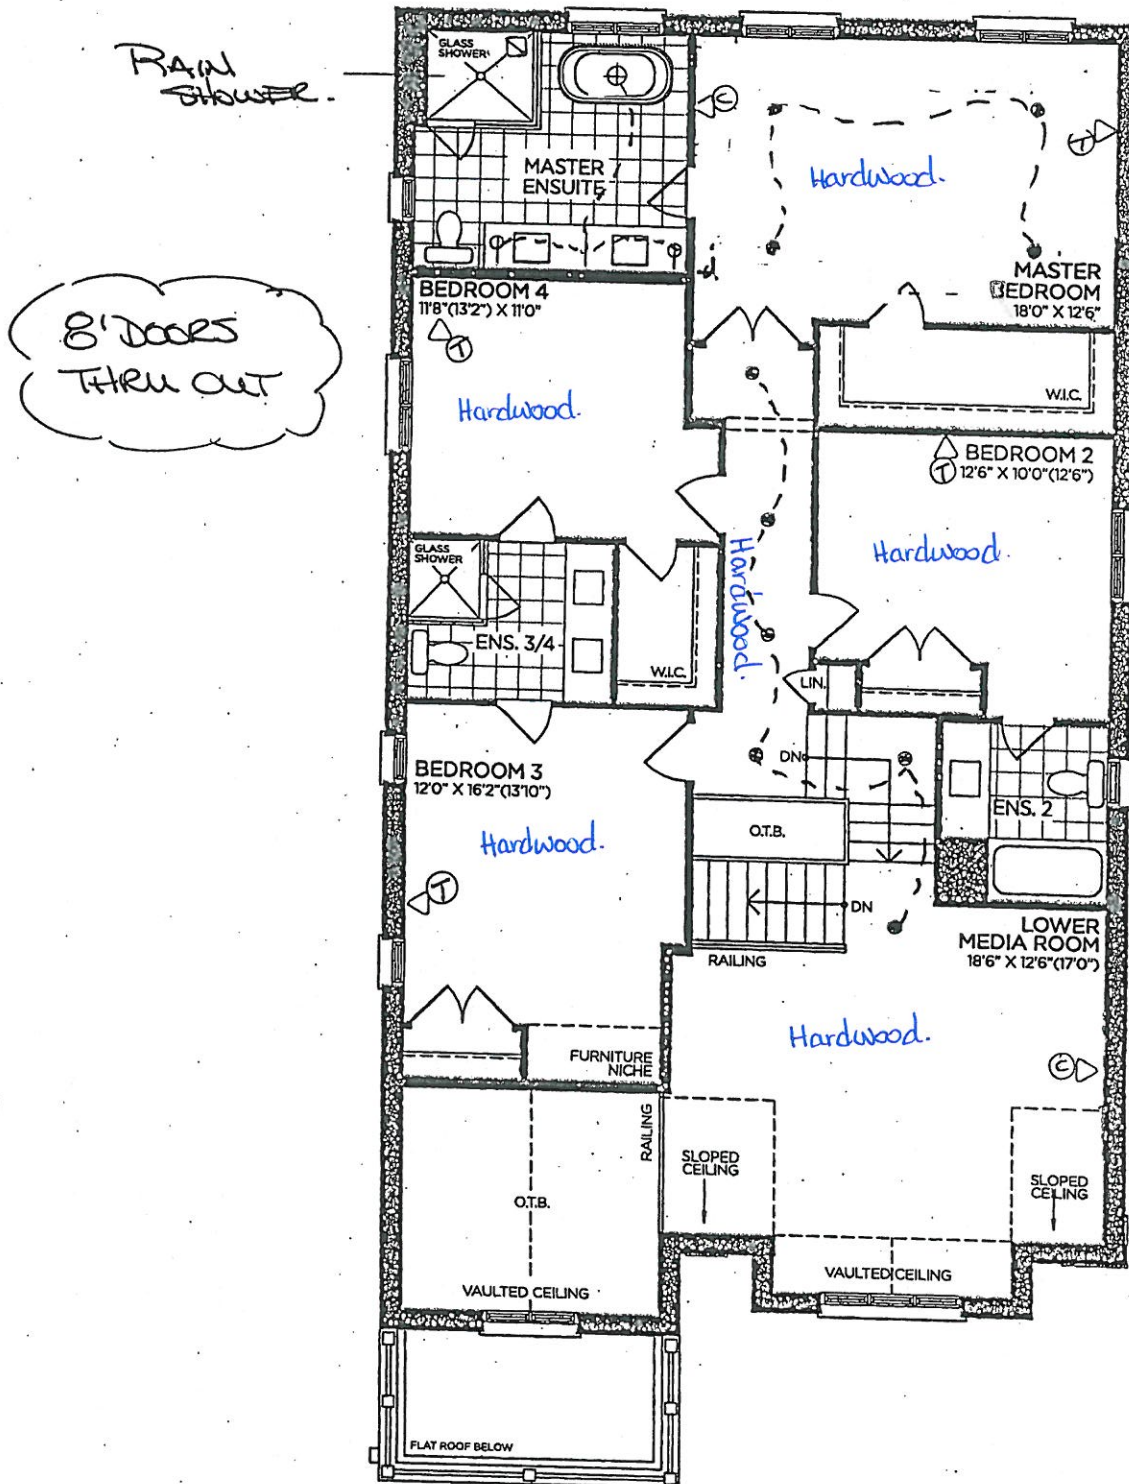 RAIN
SHOWER.
GLASS
SHOWER
MASTER
ENSUITE
C
T
Hardwood.
MASTER
BEDROOM
18'0" X 12'6"
8' DOORS
THRU OUT
BEDROOM 4
11'8"(13'2") X 11'0"
T
Hardwood.
W.I.C.
BEDROOM 2
T
12'6" X 10'0"(12'6")
Hardwood.
Hardwood.
GLASS
SHOWER
ENS. 3/4
W.I.C.
LIN.
BEDROOM 3
12'0" X 16'2"(13'10")
Hardwood.
T
DN
O.T.B.
DN
RAILING
ENS. 2
LOWER
MEDIA ROOM
18'6" X 12'6"(17'0")
Hardwood.
C
FURNITURE
NICHE
RAILING
SLOPED
CEILING
SLOPED
CEILING
O.T.B.
VAULTED CEILING
VAULTED CEILING
FLAT ROOF BELOW